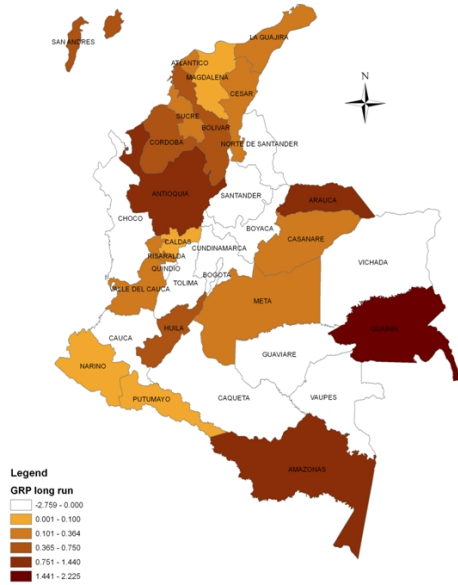 SAN ANDRES
LA GUAJIRA
ATLANTICO
MAGDALENA
CESAR
SUCRE
BOLIVAR
CORDOBA
NORTE DE SANTANDER
N
ANTIOQUIA
SANTANDER
ARAUCA
CHOCO
BOYACA
CALDAS
CUNDINAMARCA
CASANARE
RISARALDA
VICHADA
QUINDIO
BOGOTA
TOLIMA
VALLE DEL CAUCA
META
HUILA
GUAINIA
CAUCA
GUAVIARE
NARINO
CAQUETA
VAUPES
PUTUMAYO
AMAZONAS
Legend
GRP long run
-2.759 - 0.000
0.001 - 0.100
0.101 - 0.364
0.365 - 0.750
0.751 - 1.440
1.441 - 2.225